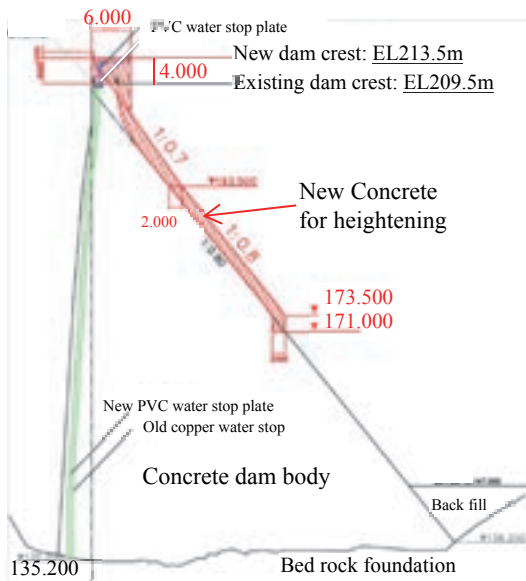 6.000
PVC water stop plate
New dam crest: EL213.5m
4.000
Existing dam crest: EL209.5m
1/0.7
New Concrete
for heightening
2.000
1/0.8
173.500
171.000
New PVC water stop plate
Old copper water stop
Concrete dam body
Back fill
135.200
Bed rock foundation